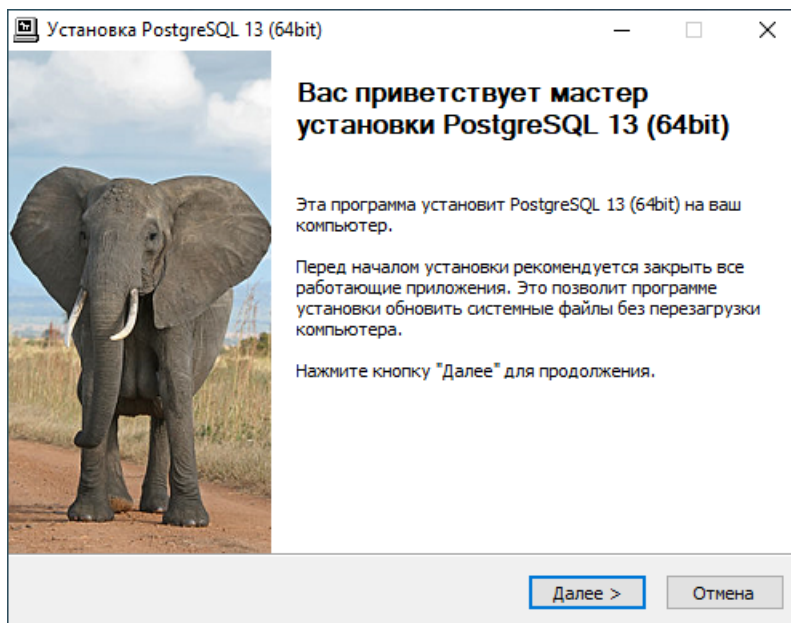 Установка PostgreSQL 13 (64bit)
Вас приветствует мастер
установки PostgreSQL 13 (64bit)
Эта программа установит PostgreSQL 13 (64bit) на ваш
компьютер.
Перед началом установки рекомендуется закрыть все
работающие приложения. Это позволит программе
установки обновить системные файлы без перезагрузки
компьютера.
Нажмите кнопку "Далее" для продолжения.
Далее >
Отмена